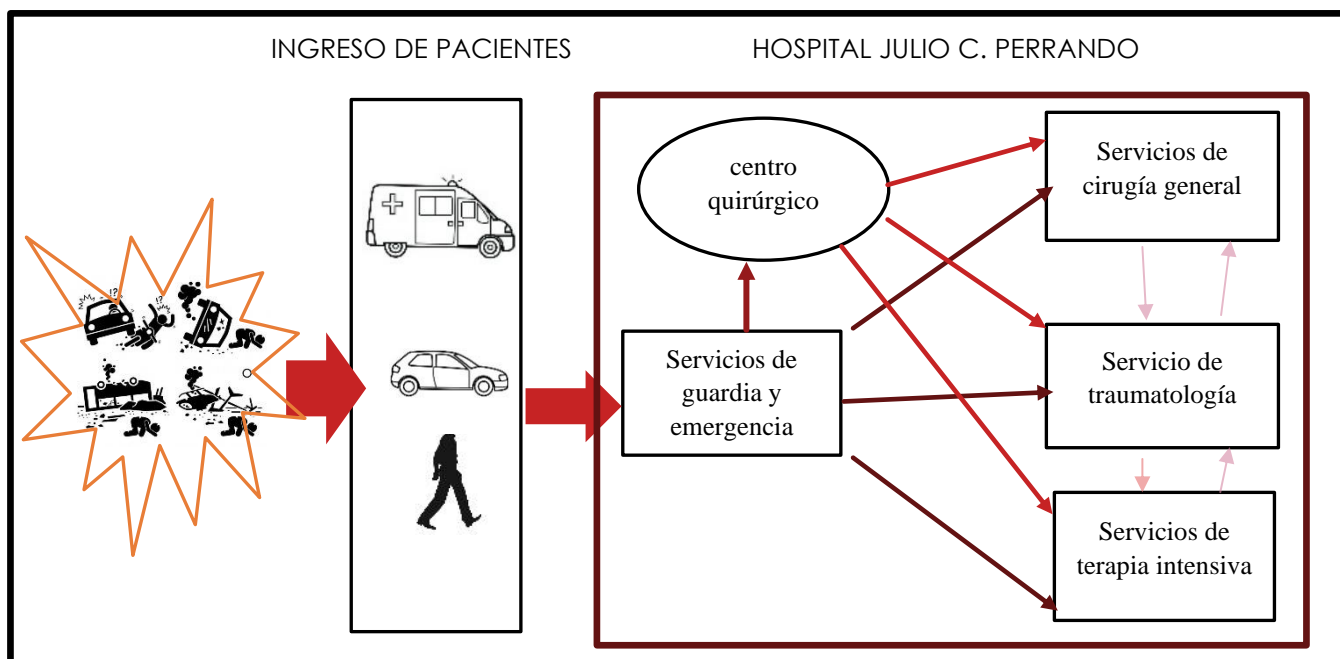 INGRESO DE PACIENTES
HOSPITAL JULIO C. PERRANDO
centro
quirúrgico
Servicios de
cirugía general
Servicios de
guardia y
emergencia
Servicio de
traumatología
Servicios de
terapia intensiva
!?
!?